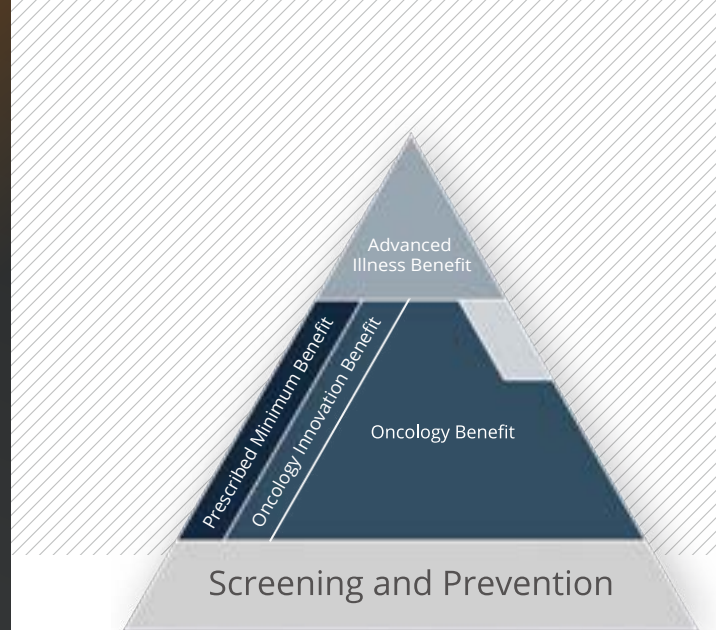 Advanced
Illness Benefit
Prescribed Minimum Benefit
Oncology Innovation Benefit
Oncology Benefit
Screening and Prevention